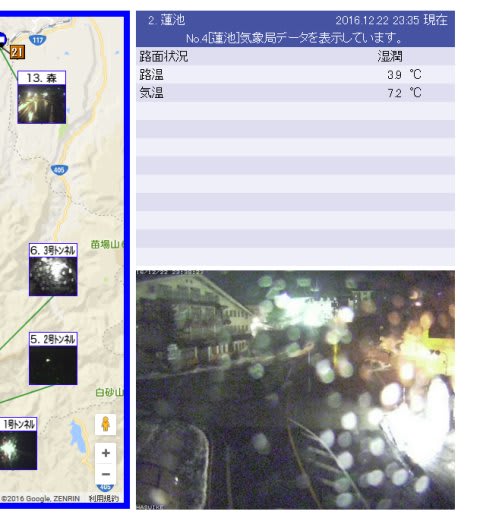 117
21
13. 森
405
6. 3号トンネル
苗場山
5. 2号トンネル
白砂山
1号トンネル
+
−
405
©2016 Google, ZENRIN 利用規約
2. 蓮池 2016.12.22 23:35 現在
No.4[蓮池]気象局データを表示しています。
路面状況 湿潤
路温 3.9 ℃
気温 7.2 ℃
HASUIKE